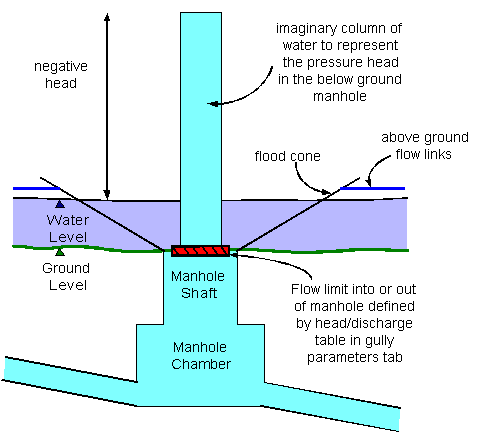 negative
head
imaginary column of
water to represent
the pressure head
in the below ground
manhole
above ground
flow links
flood cone
Water
Level
Ground
Level
Manhole
Shaft
Flow limit into or out
of manhole defined
by head/discharge
table in gully
parameters tab
Manhole
Chamber